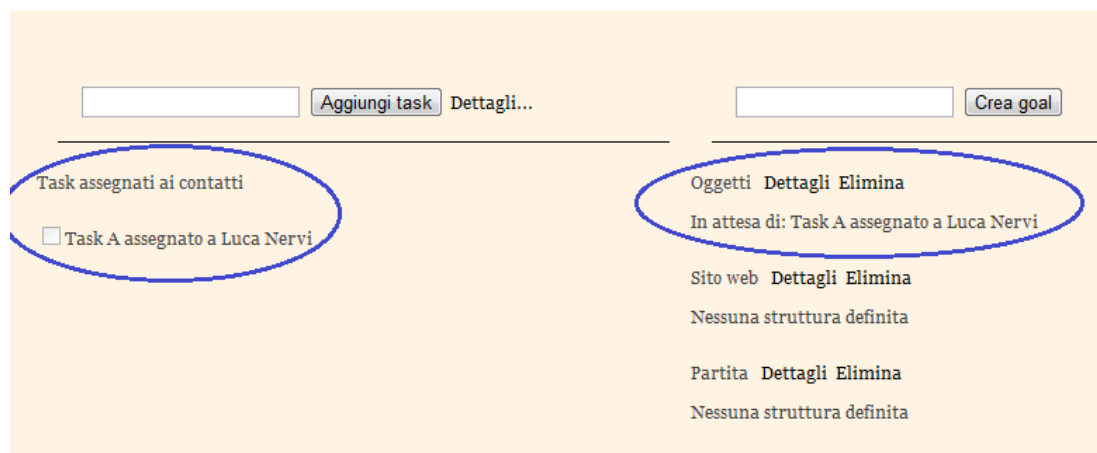 Aggiungi task Dettagli...
Task assegnati ai contatti
Task A assegnato a Luca Nervi
Crea goal
Oggetti Dettagli Elimina
In attesa di: Task A assegnato a Luca Nervi
Sito web Dettagli Elimina
Nessuna struttura definita
Partita Dettagli Elimina
Nessuna struttura definita